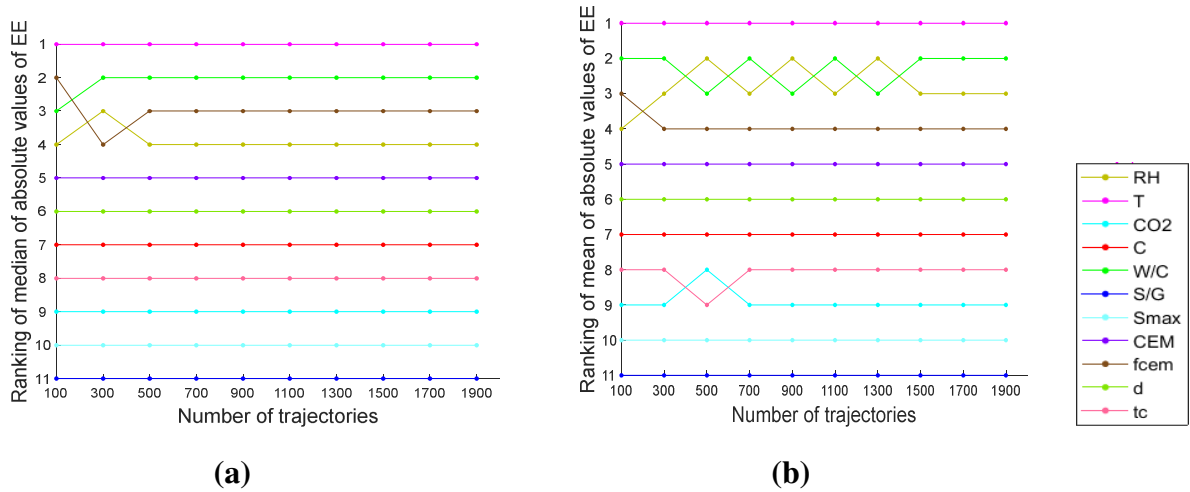 Ranking of median of absolute values of EE
1
2
3
4
5
6
7
8
9
10
11
100 300 500 700 900 1100 1300 1500 1700 1900
Number of trajectories
(a)
Ranking of mean of absolute values of EE
1
2
3
4
5
6
7
8
9
10
11
100 300 500 700 900 1100 1300 1500 1700 1900
Number of trajectories
(b)
RH
T
CO2
C
W/C
S/G
Smax
CEM
fcem
d
tc